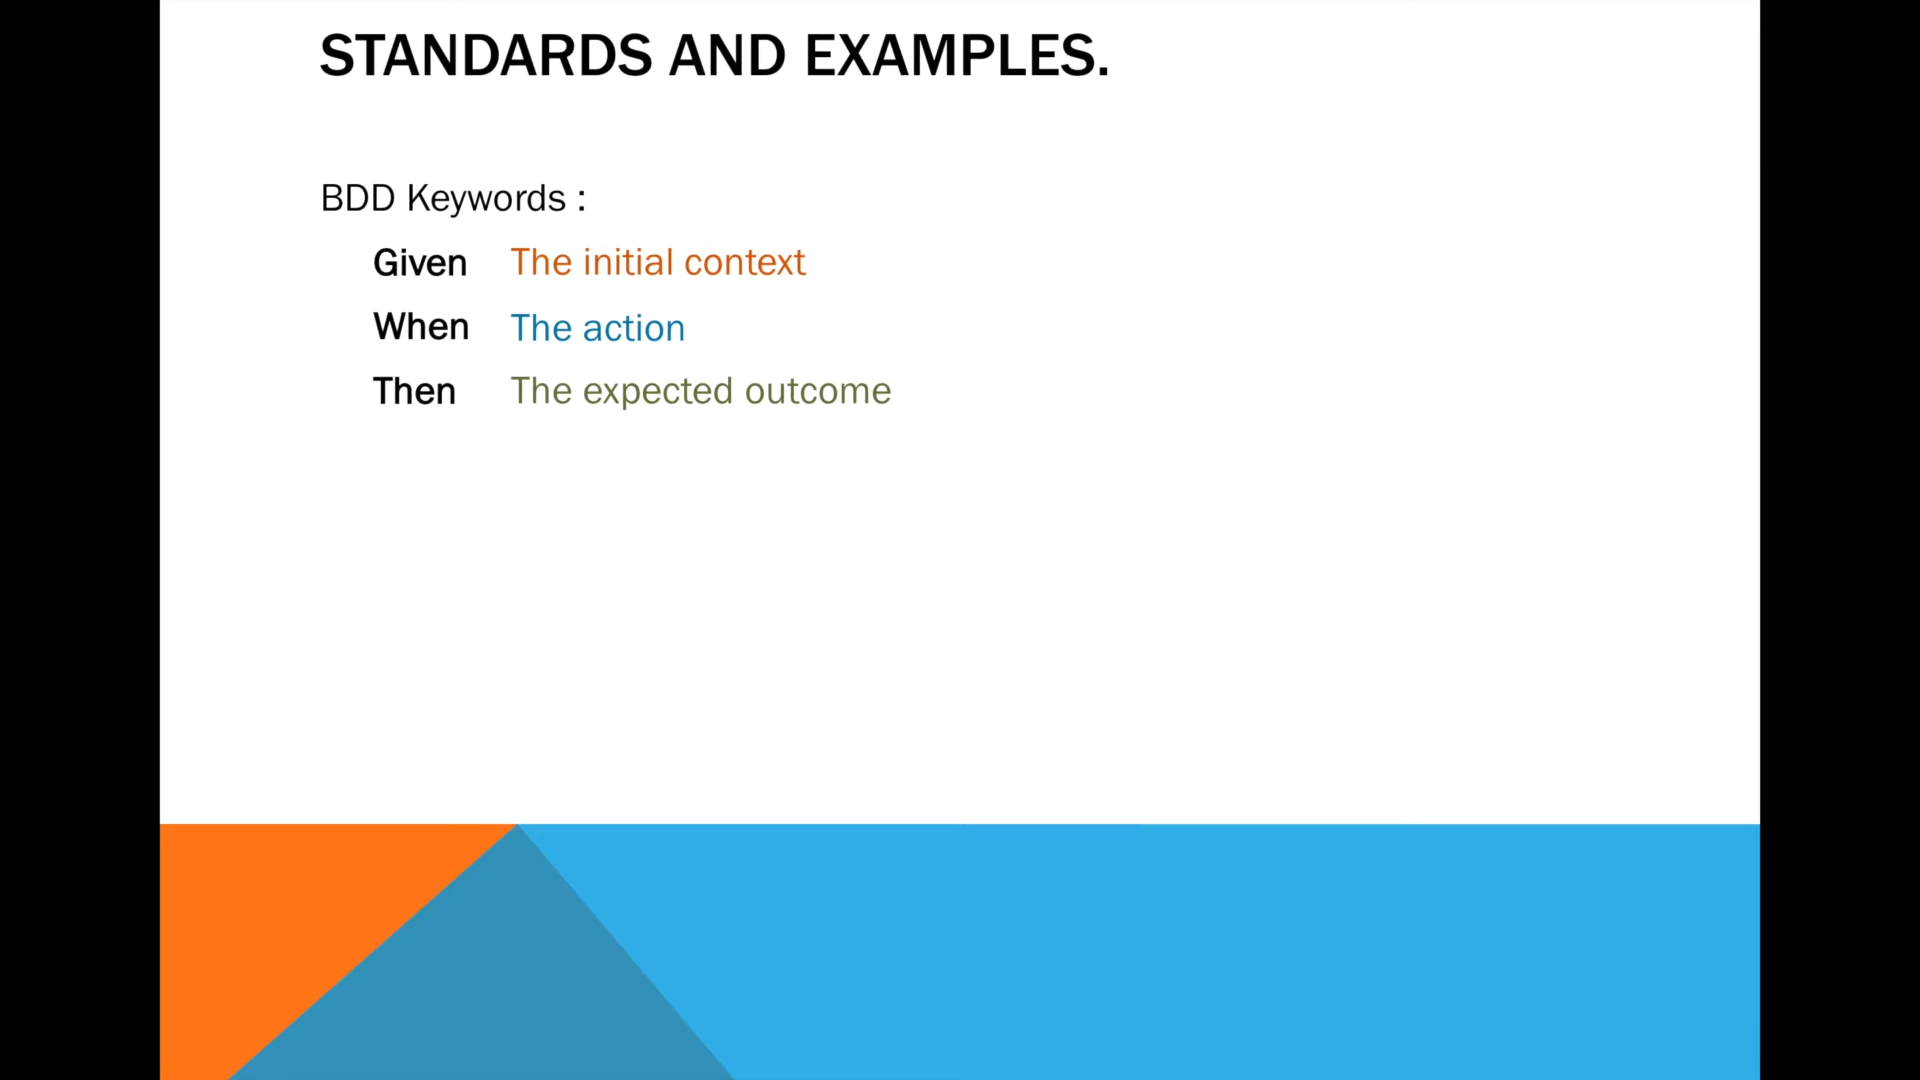 STANDARDS AND EXAMPLES.
BDD Keywords :
Given The initial context
When The action
Then The expected outcome